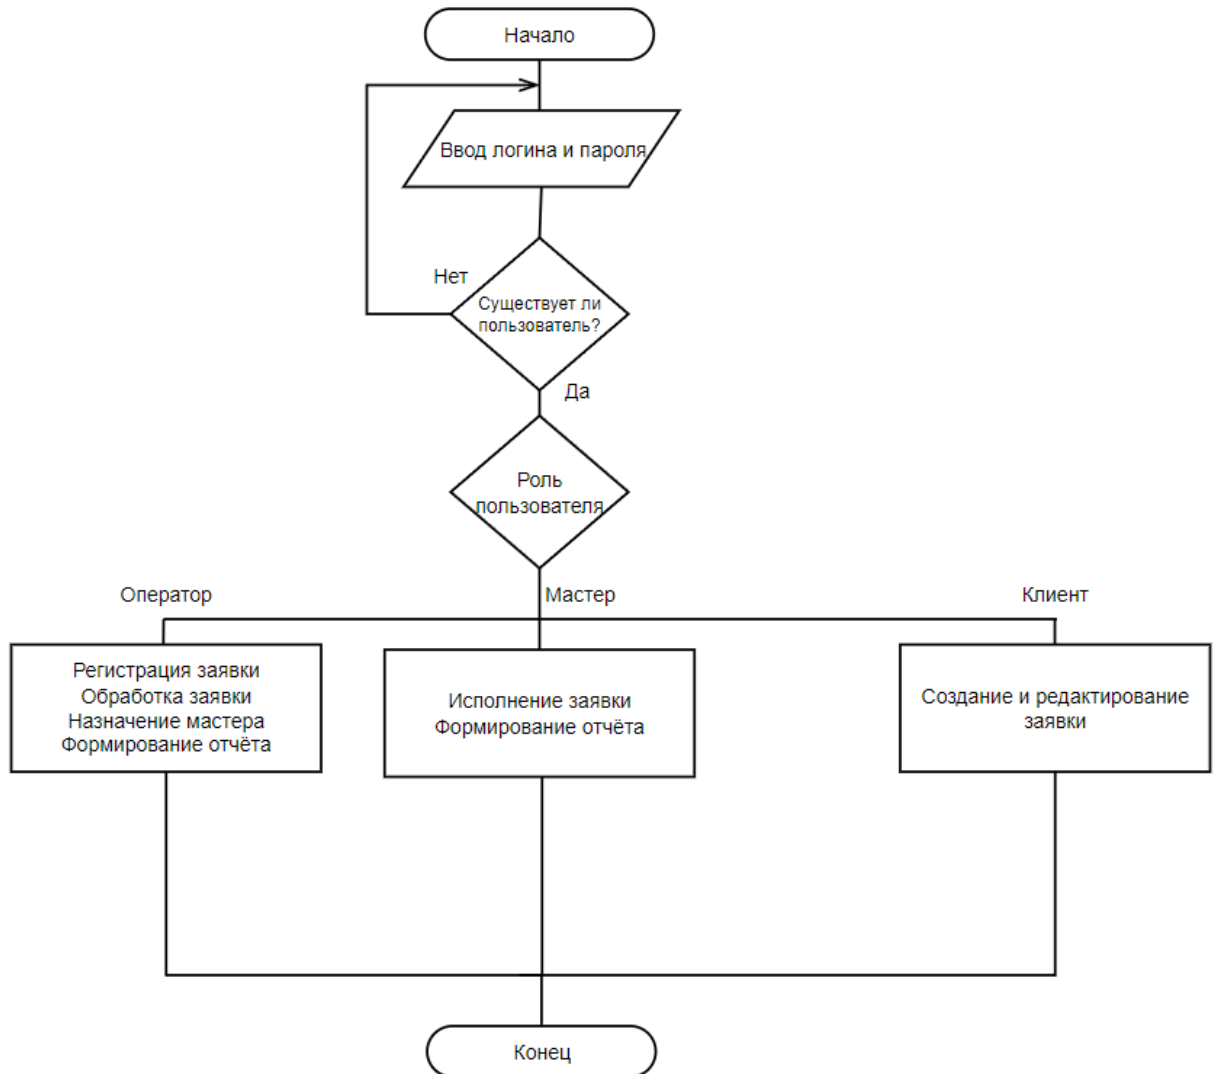 Начало
Ввод логина и пароля
Нет
Существует ли
пользователь?
Да
Роль
пользователя
Оператор
Мастер
Клиент
Регистрация заявки
Обработка заявки
Назначение мастера
Формирование отчёта
Исполнение заявки
Формирование отчёта
Создание и редактирование
заявки
Конец